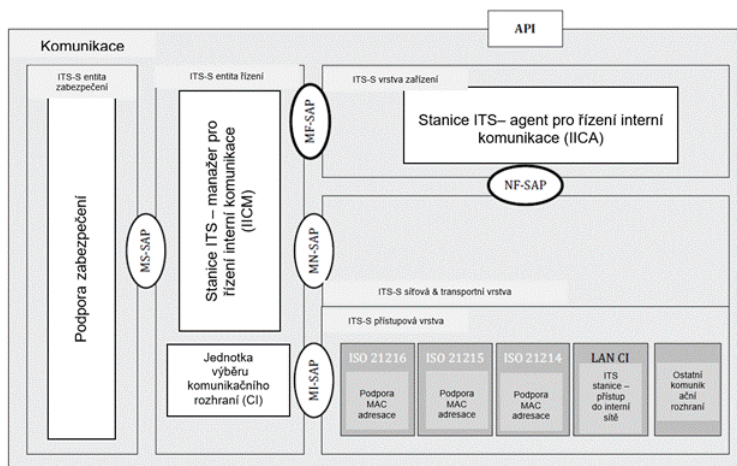 API
Komunikace
ITS-S entita
zabezpečení
Podpora zabezpečení
MS-SAP
ITS-S entita řízení
Stanice ITS – manažer pro
řízení interní komunikace
(IICM)
Jednotka
výběru
komunikačního
rozhraní (CI)
MF-SAP
MN-SAP
MI-SAP
ITS-S vrstva zařízení
Stanice ITS– agent pro řízení interní
komunikace (IICA)
NF-SAP
ITS-S síťová & transportní vrstva
ITS-S přístupová vrstva
ISO 21216
Podpora
MAC
adresace
ISO 21215
Podpora
MAC
adresace
ISO 21214
Podpora
MAC
adresace
LAN CI
ITS
stanice –
přístup
do interní
sítě
Ostatní
komunik
ační
rozhraní